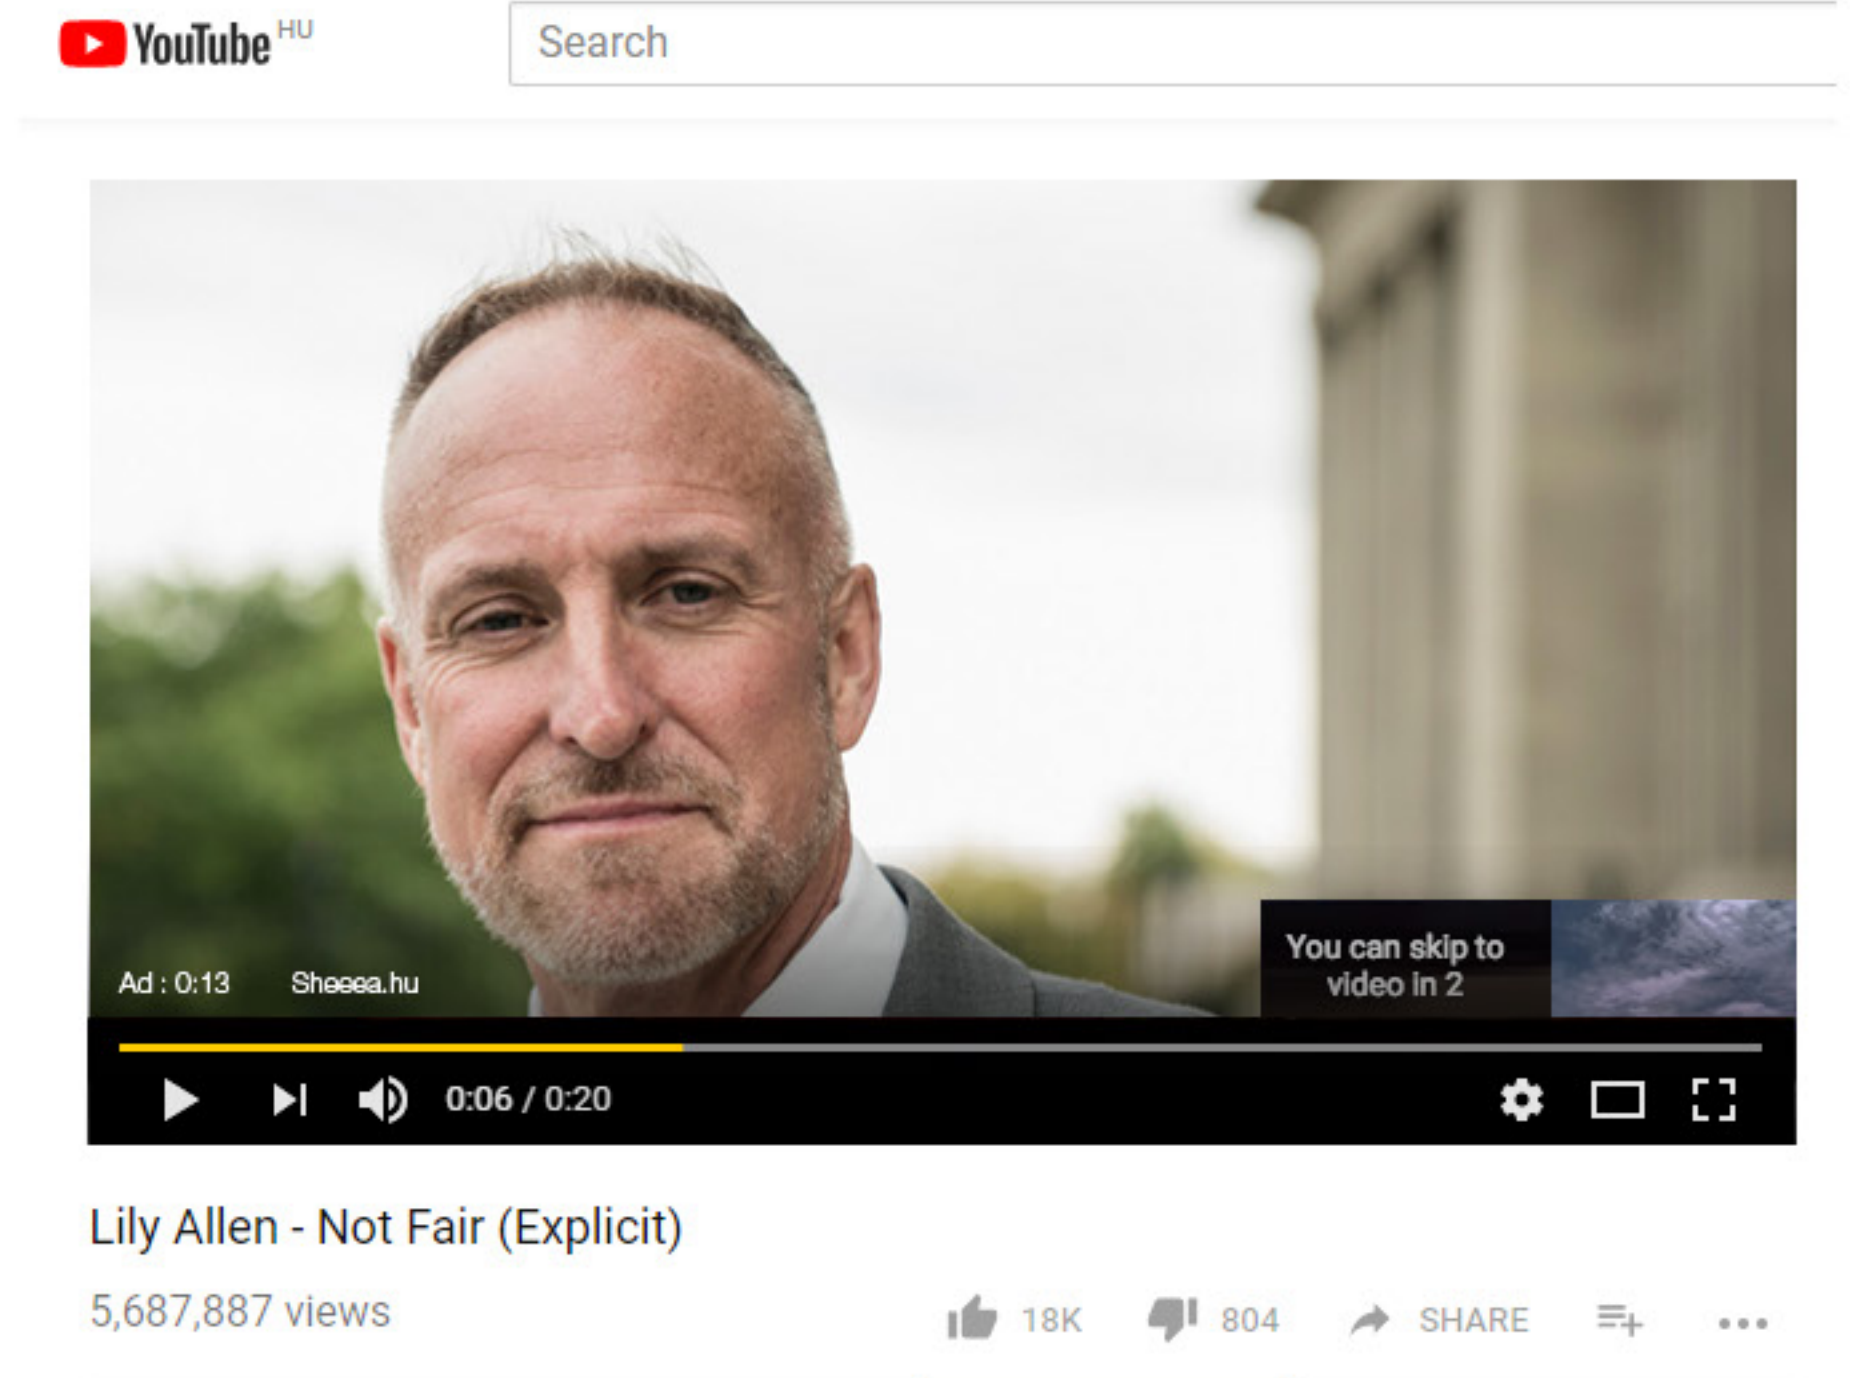 YouTube HU
Search
You can skip to
video in 2
Ad : 0:13 Sheeea.hu
0:06 / 0:20
Lily Allen - Not Fair (Explicit)
5,687,887 views
18K 804 SHARE